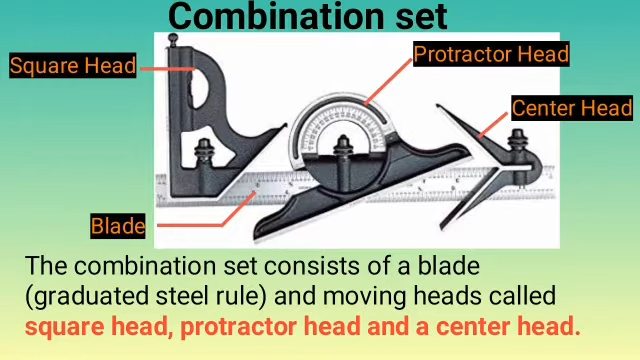 Combination set
Protractor Head
Square Head
Center Head
Blade
The combination set consists of a blade
(graduated steel rule) and moving heads called
square head, protractor head and a center head.